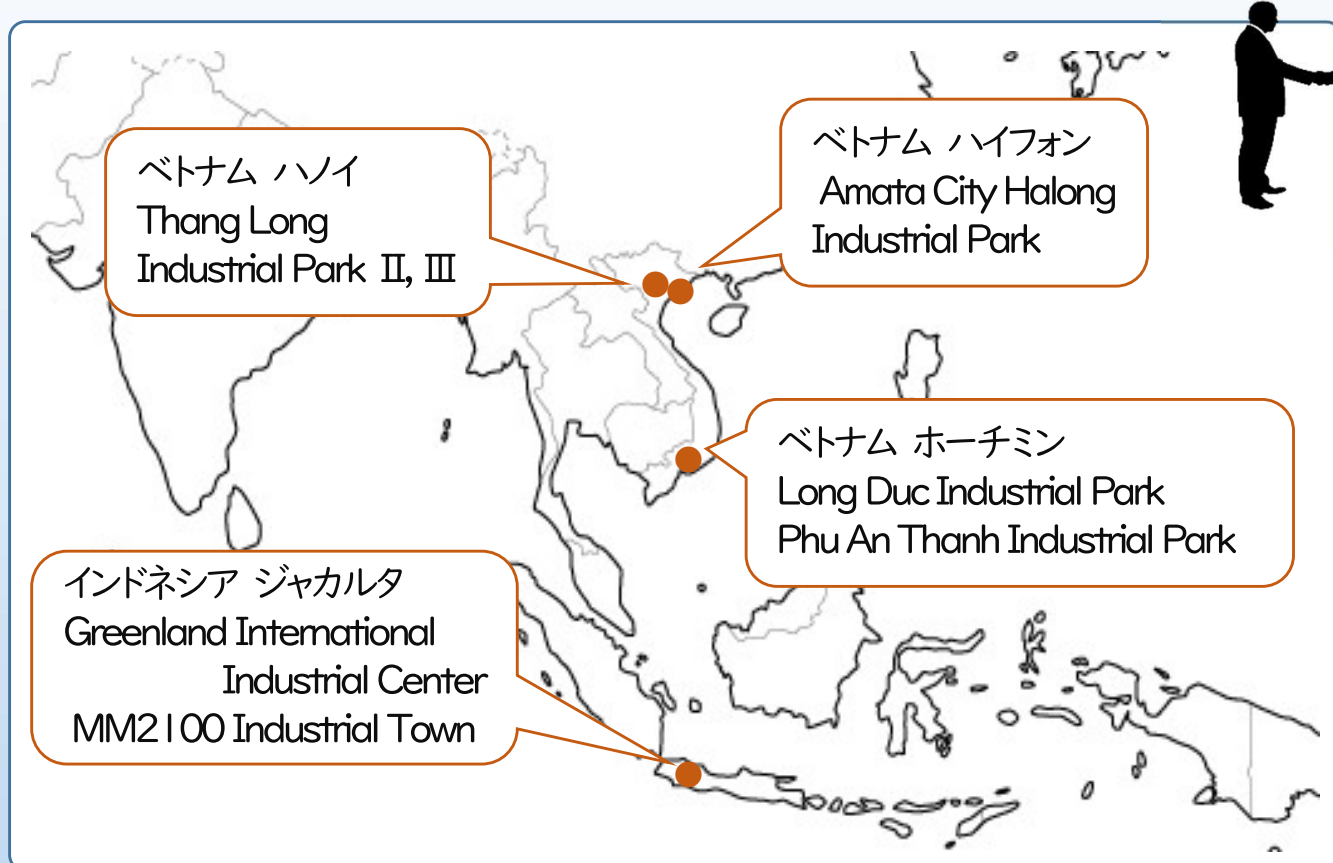 ベトナム ハノイ
Thang Long
Industrial Park Ⅱ, Ⅲ
ベトナム ハイフォン
Amata City Halong
Industrial Park
ベトナム ホーチミン
Long Duc Industrial Park
Phu An Thanh Industrial Park
インドネシア ジャカルタ
Greenland International
Industrial Center
MM2100 Industrial Town